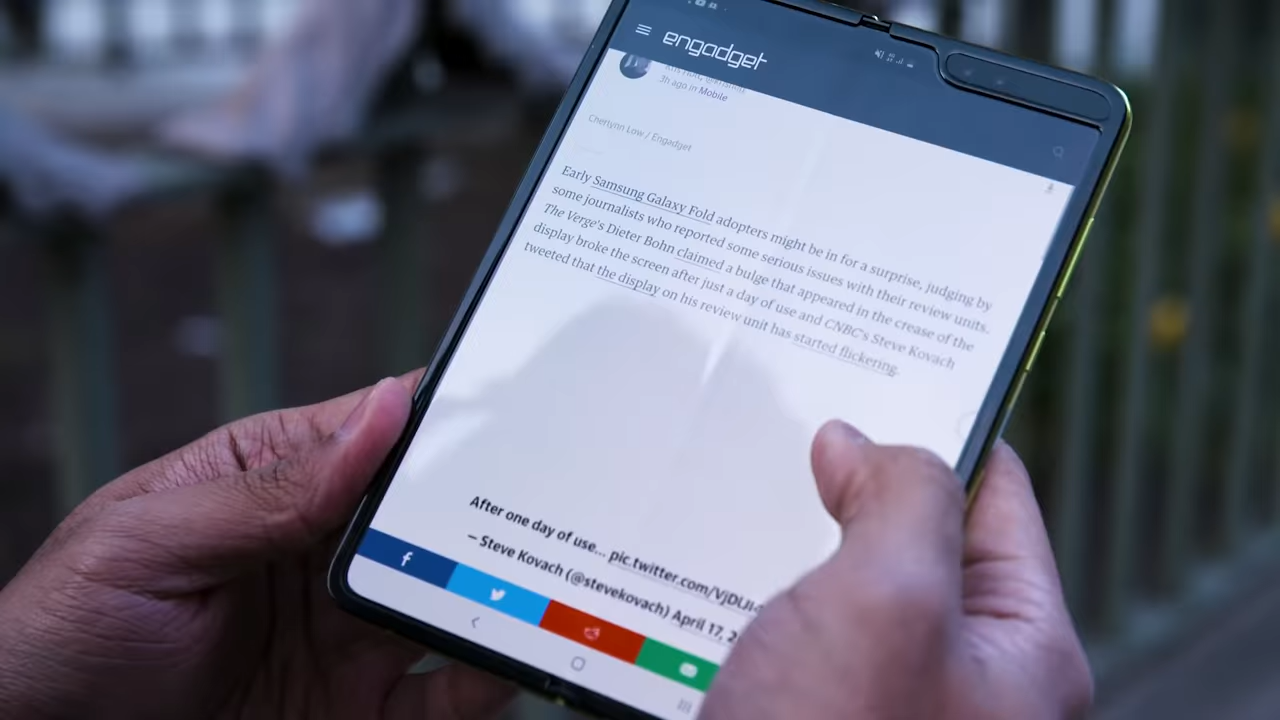 engadget
3h ago in Mobile
Cherlynn Low / Engadget
Early Samsung Galaxy Fold adopters might be in for a surprise, judging by
some journalists who reported some serious issues with their review units.
The Verge's Dieter Bohn claimed a bulge that appeared in the crease of the
display broke the screen after just a day of use and CNBC's Steve Kovach
tweeted that the display on his review unit has started flickering.
After one day of use... pic.twitter.com/
— Steve Kovach (@stevekovach) April 17, 2